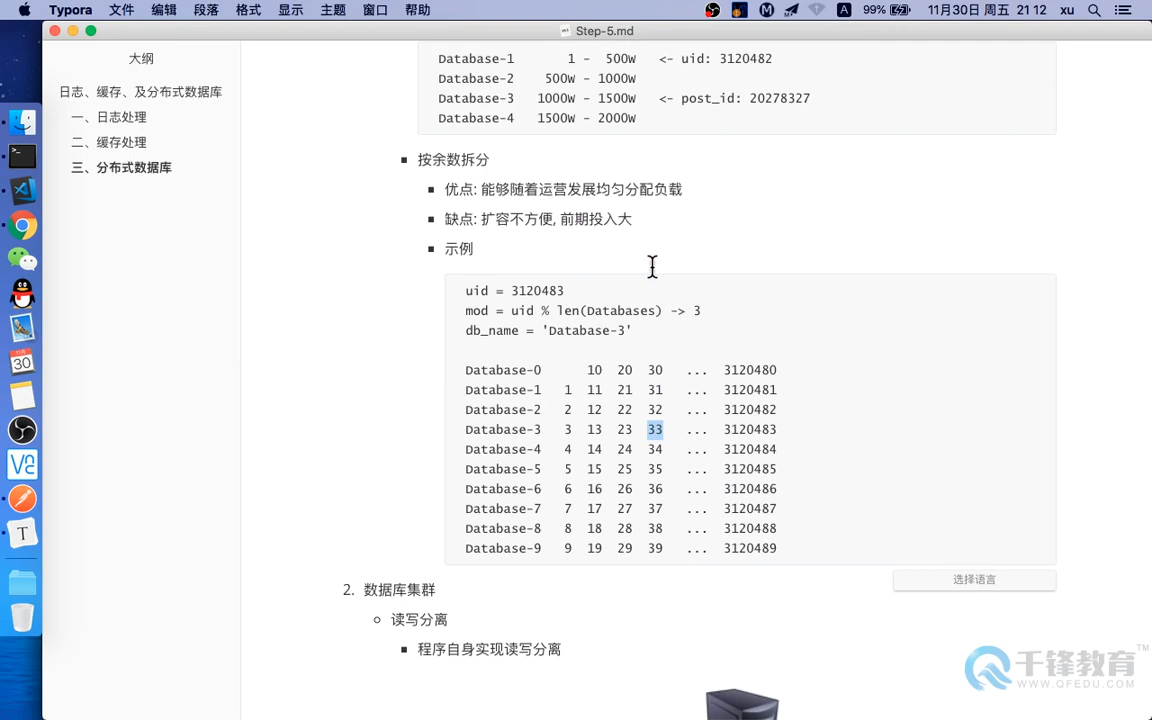 Typora 文件 编辑 段落 格式 显示 主题 窗口 帮助 A 99% 11月30日 周五 21 12 xu
Step-5.md
大纲
日志、缓存、及分布式数据库
一、日志处理
二、缓存处理
三、分布式数据库
Database-1 1 - 500W <- uid: 3120482
Database-2 500W - 1000W
Database-3 1000W - 1500W <- post_id: 20278327
Database-4 1500W - 2000W
按余数拆分
优点: 能够随着运营发展均匀分配负载
缺点: 扩容不方便, 前期投入大
示例
uid = 3120483
mod = uid % len(Databases) -> 3
db_name = 'Database-3'
Database-0 10 20 30 ... 3120480
Database-1 1 11 21 31 ... 3120481
Database-2 2 12 22 32 ... 3120482
Database-3 3 13 23 33 ... 3120483
Database-4 4 14 24 34 ... 3120484
Database-5 5 15 25 35 ... 3120485
Database-6 6 16 26 36 ... 3120486
Database-7 7 17 27 37 ... 3120487
Database-8 8 18 28 38 ... 3120488
Database-9 9 19 29 39 ... 3120489
选择语言
2. 数据库集群
读写分离
程序自身实现读写分离
千锋教育 TM
WWW.QFEDU.COM